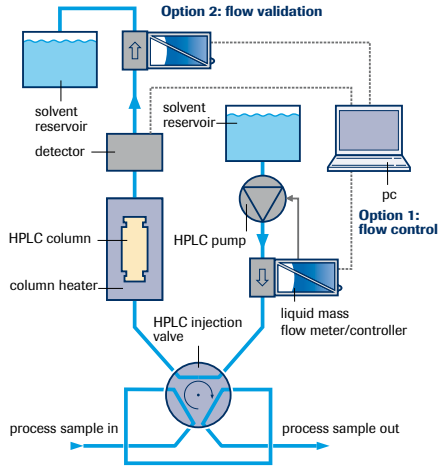 Option 2: flow validation
solvent
reservoir
solvent
reservoir
detector
pc
Option 1:
flow control
HPLC column
HPLC pump
column heater
liquid mass
flow meter/controller
HPLC injection
valve
process sample in
process sample out